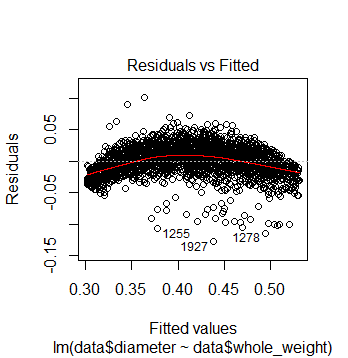 Residuals vs Fitted
Residuals
0.05
-0.05
-0.15
1255
1278
1927
0.30 0.35 0.40 0.45 0.50
Fitted values
lm(data$diameter ~ data$whole_weight)